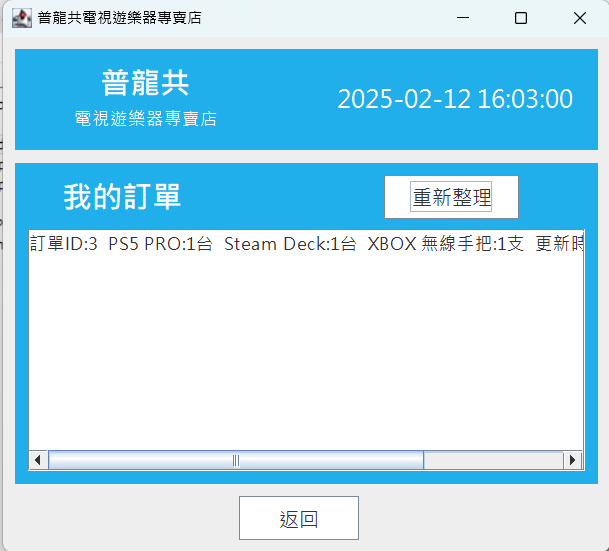 普龍共電視遊樂器專賣店
普龍共
電視遊樂器專賣店
2025-02-12 16:03:00
我的訂單
重新整理
訂單ID:3 PS5 PRO:1台 Steam Deck:1台 XBOX 無線手把:1支 更新時
返回